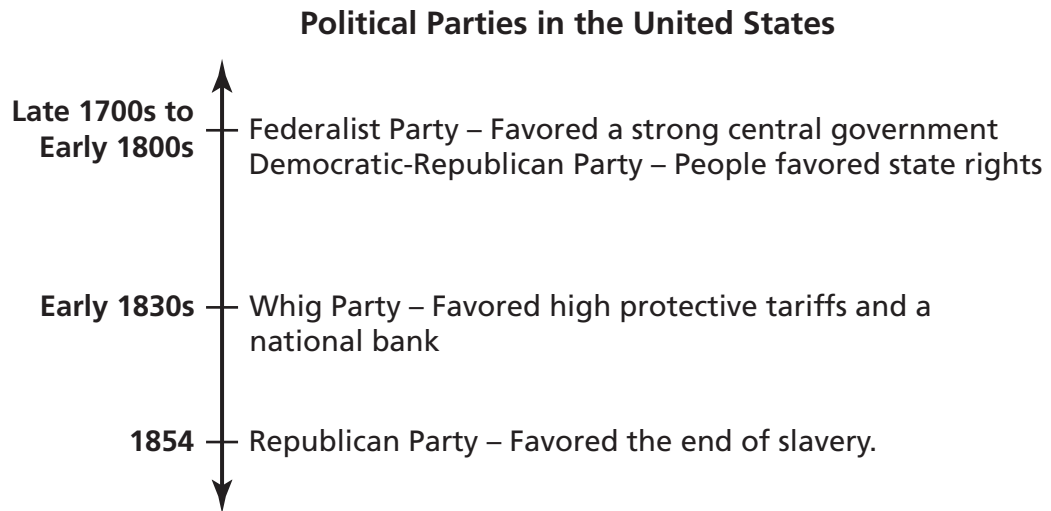 Political Parties in the United States
Late 1700s to
Early 1800s
Federalist Party – Favored a strong central government
Democratic-Republican Party – People favored state rights
Early 1830s
Whig Party – Favored high protective tariffs and a
national bank
1854
Republican Party – Favored the end of slavery.